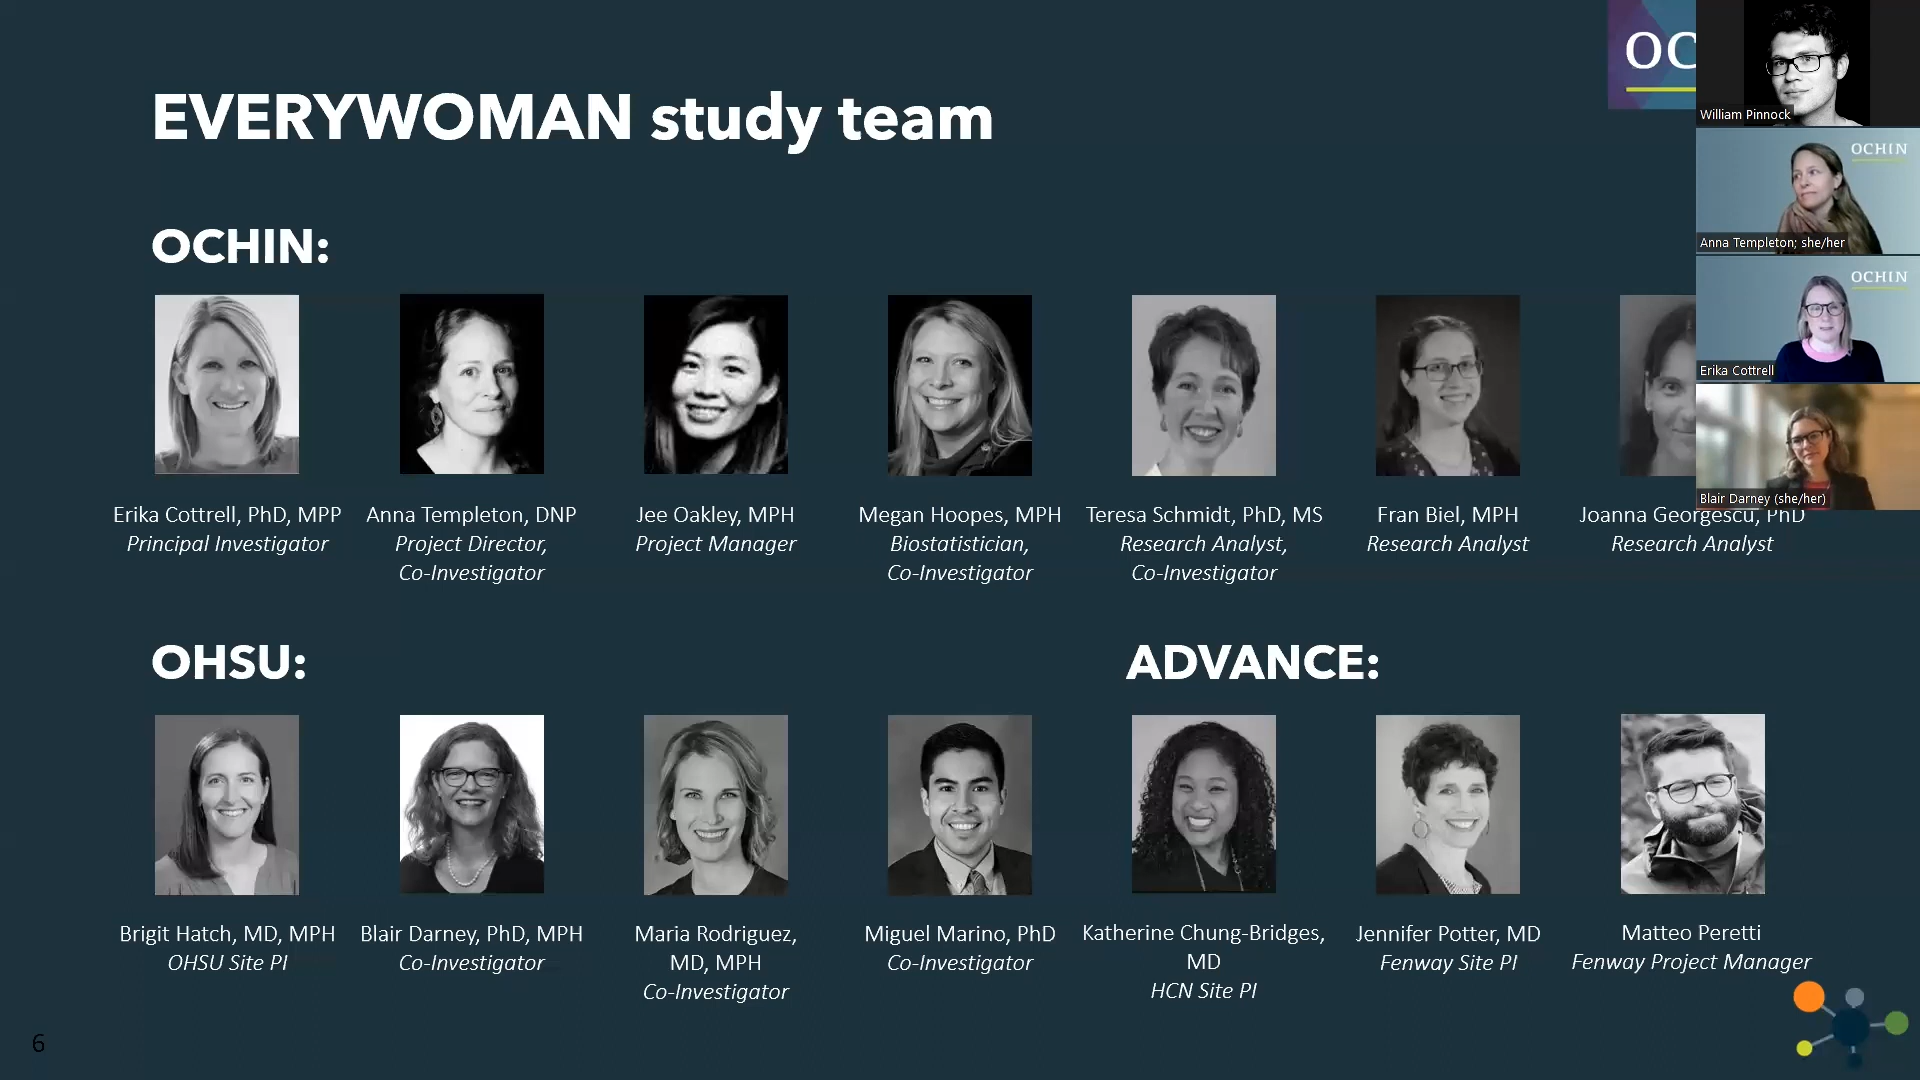 EVERYWOMAN study team
OC
William Pinnock
OCHIN
Anna Templeton; she/her
OCHIN
Erika Cottrell
Blair Darney (she/her)
OCHIN:
Erika Cottrell, PhD, MPP
Principal Investigator
Anna Templeton, DNP
Project Director,
Co-Investigator
Jee Oakley, MPH
Project Manager
Megan Hoopes, MPH
Biostatistician,
Co-Investigator
Teresa Schmidt, PhD, MS
Research Analyst,
Co-Investigator
Fran Biel, MPH
Research Analyst
Joanna Georgescu, PhD
Research Analyst
OHSU:
Brigit Hatch, MD, MPH
OHSU Site PI
Blair Darney, PhD, MPH
Co-Investigator
Maria Rodriguez,
MD, MPH
Co-Investigator
Miguel Marino, PhD
Co-Investigator
ADVANCE:
Katherine Chung-Bridges,
MD
HCN Site PI
Jennifer Potter, MD
Fenway Site PI
Matteo Peretti
Fenway Project Manager
6